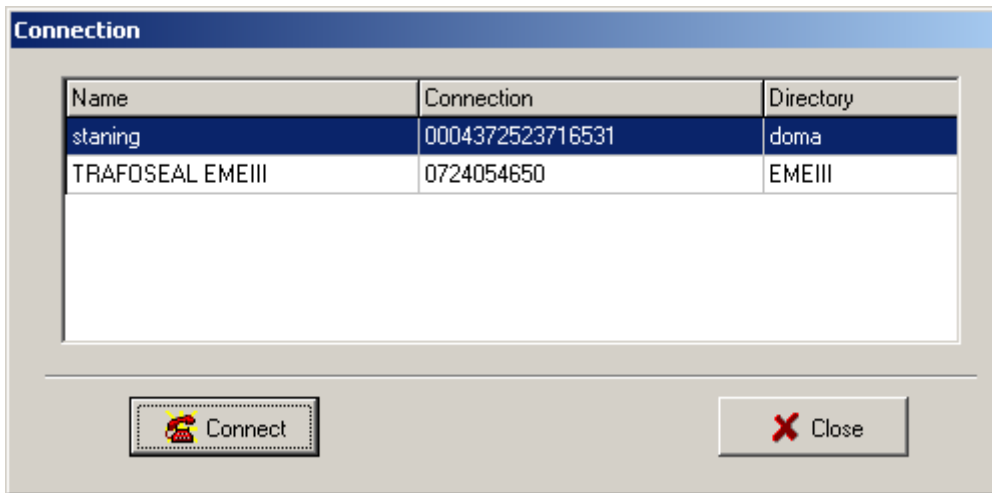 Connection
Name Connection Directory
staning 0004372523716531 doma
TRAFOSEAL EMEIII 0724054650 EMEIII
Connect Close